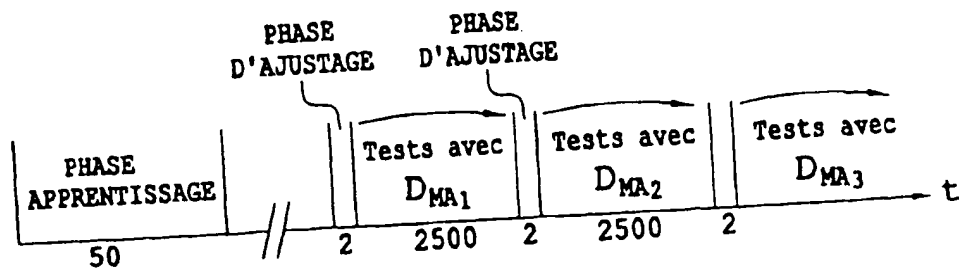 PHASE
D'AJUSTAGE
PHASE
D'AJUSTAGE
PHASE
APPRENTISSAGE
Tests avec
DMA1
Tests avec
DMA2
Tests avec
DMA3
t
50
2
2500
2
2500
2